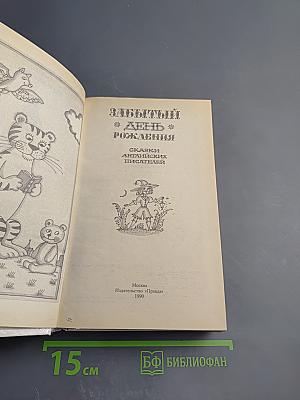 ЗАБЫТЫЙ
ДЕНЬ
РОЖДЕНИЯ
СКАЗКИ
АНГЛИЙСКИХ
ПИСАТЕЛЕЙ
Москва
Издательство «Правда»
1990
15 см
БФ БИБЛИОФАН